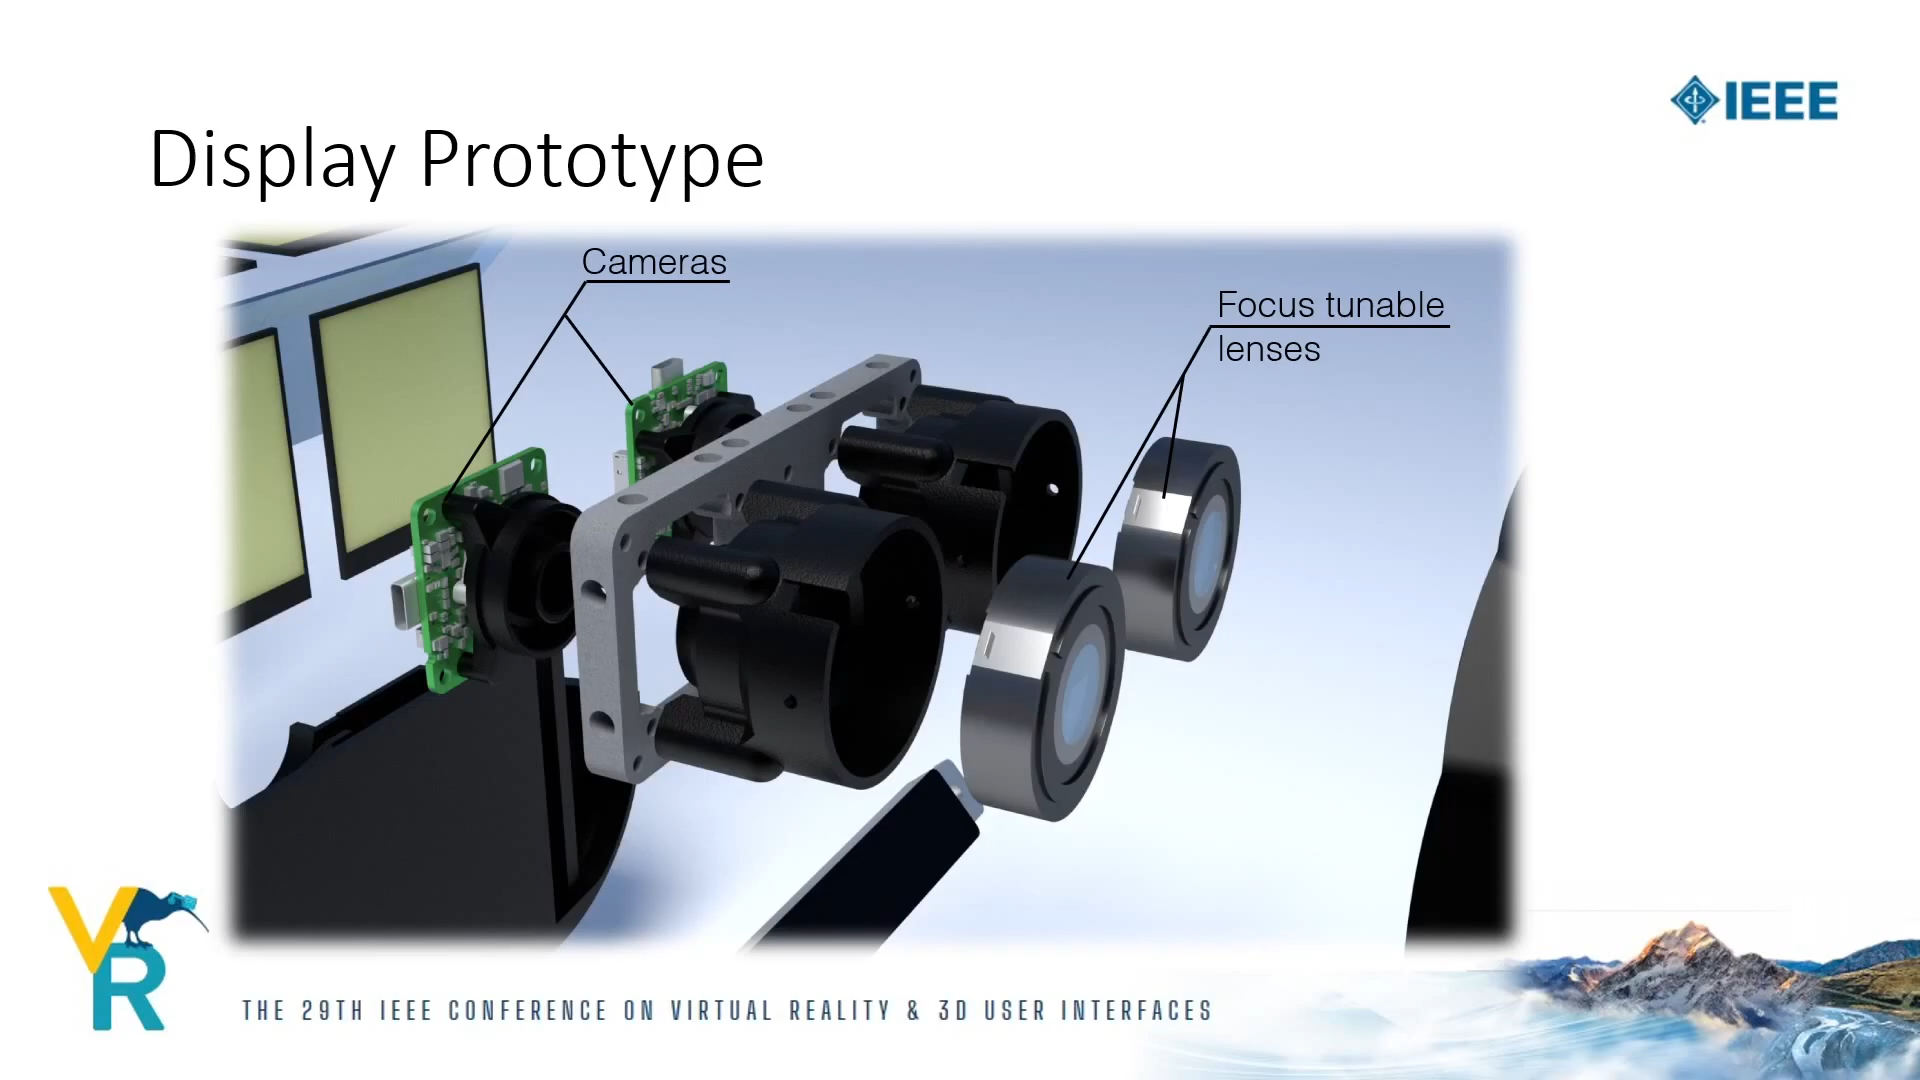 IEEE
Display Prototype
Cameras
Focus tunable
lenses
VR
THE 29TH IEEE CONFERENCE ON VIRTUAL REALITY & 3D USER INTERFACES